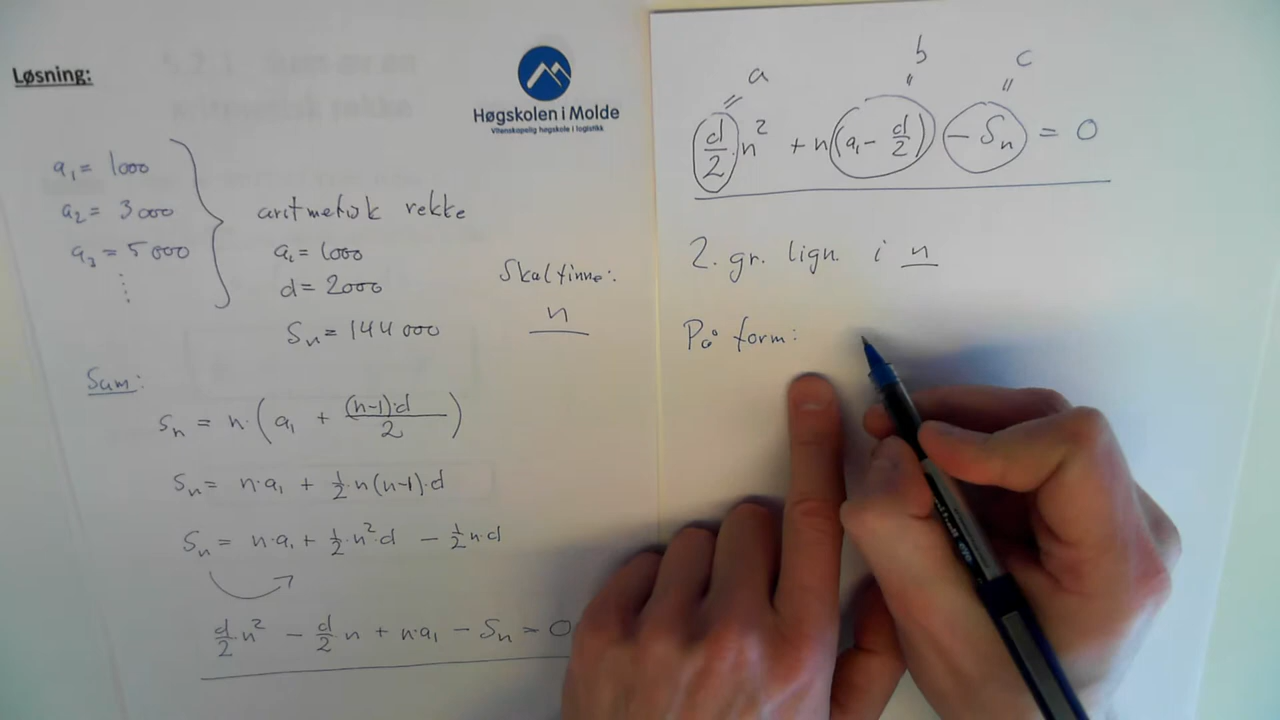 Løsning:
Høgskolen i Molde
Vitenskapelig høgskole i logistikk
a₁ = 1000
a₂ = 3000
a₃ = 5000
⋮
aritmetisk rekke
a₁ = 1000
d = 2000
Sₙ = 144 000
Skal finne:
n
Sum:
Sₙ = n·(a₁ + (n-1)·d/2)
Sₙ = n·a₁ + ½·n(n-1)·d
Sₙ = n·a₁ + ½·n²·d - ½n·d
d/2 n² - d/2 n + n·a₁ - Sₙ = 0
a b c
d/2·n² + n(a₁ - d/2) - Sₙ = 0
2. gr. lign. i n
På form: